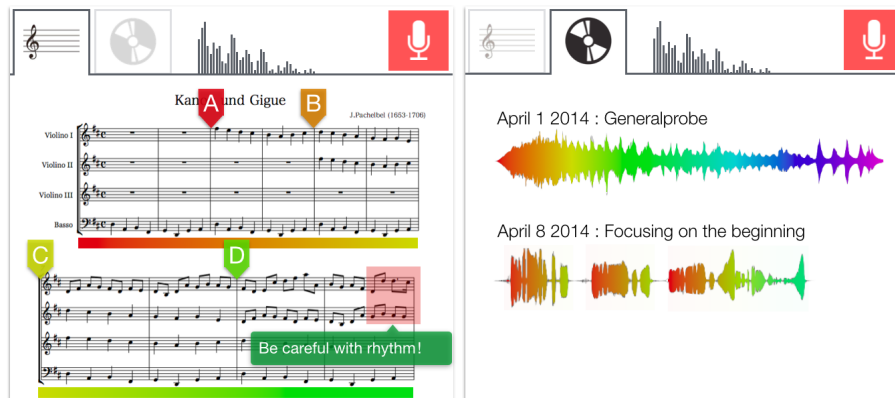 A
B
Kan und Gigue
J.Pachelbel (1653-1706)
Violino I
Violino II
Violino III
Basso
C
D
Be careful with rhythm!
April 1 2014 : Generalprobe
April 8 2014 : Focusing on the beginning